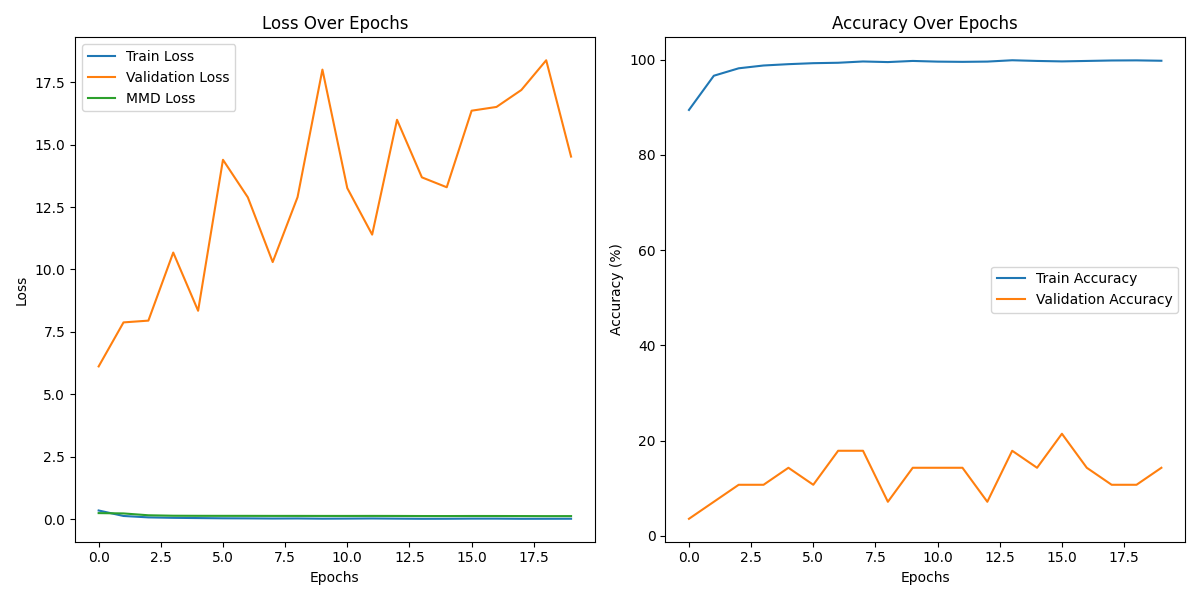 Loss Over Epochs
Train Loss
Validation Loss
MMD Loss
17.5
15.0
12.5
10.0
7.5
5.0
2.5
0.0
Loss
0.0 2.5 5.0 7.5 10.0 12.5 15.0 17.5
Epochs
Accuracy Over Epochs
Train Accuracy
Validation Accuracy
100
80
60
40
20
0
Accuracy (%)
0.0 2.5 5.0 7.5 10.0 12.5 15.0 17.5
Epochs